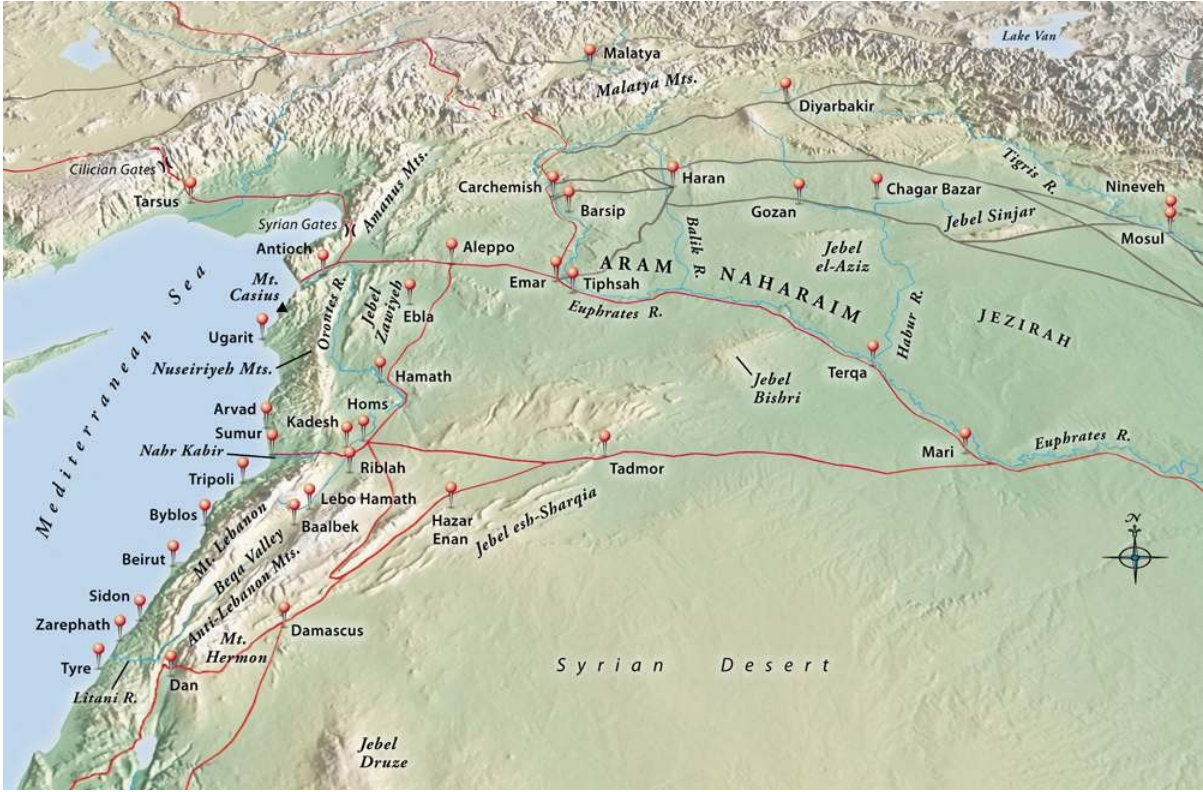 Malatya
Lake Van
Malatya Mts.
Diyarbakir
Cilician Gates
Tarsus
Amanus Mts.
Syrian Gates
Antioch
Carchemish
Barsip
Haran
Gozan
Chagar Bazar
Tigris R.
Nineveh
Mosul
Jebel Sinjar
Aleppo
Balik R.
Jebel
el-Aziz
Mt.
Casius
Orontes R.
Jebel
Zawiyeh
Ebla
Emar
Tiphsah
ARAM NAHARAIM
Euphrates R.
Habur R.
JEZIRAH
Mediterranean Sea
Ugarit
Nuseiriyeh Mts.
Hamath
Jebel
Bishri
Terqa
Arvad
Sumur
Kadesh
Homs
Nahr Kabir
Riblah
Tripoli
Tadmor
Mari
Euphrates R.
Lebo Hamath
Byblos
Baalbek
Hazar
Enan
Jebel esh-Sharqia
Mt. Lebanon
Beqa Valley
Anti-Lebanon Mts.
Beirut
N
Sidon
Zarephath
Damascus
Mt.
Hermon
Tyre
Dan
Litani R.
Syrian Desert
Jebel
Druze